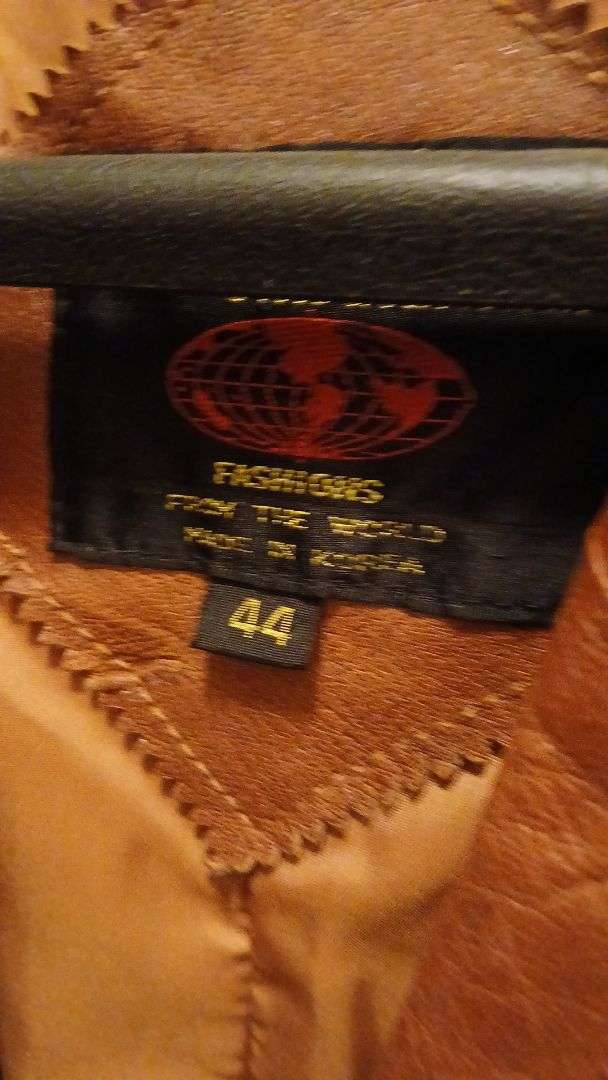 FASHIONS
FROM THE WORLD
MADE IN KOREA
44